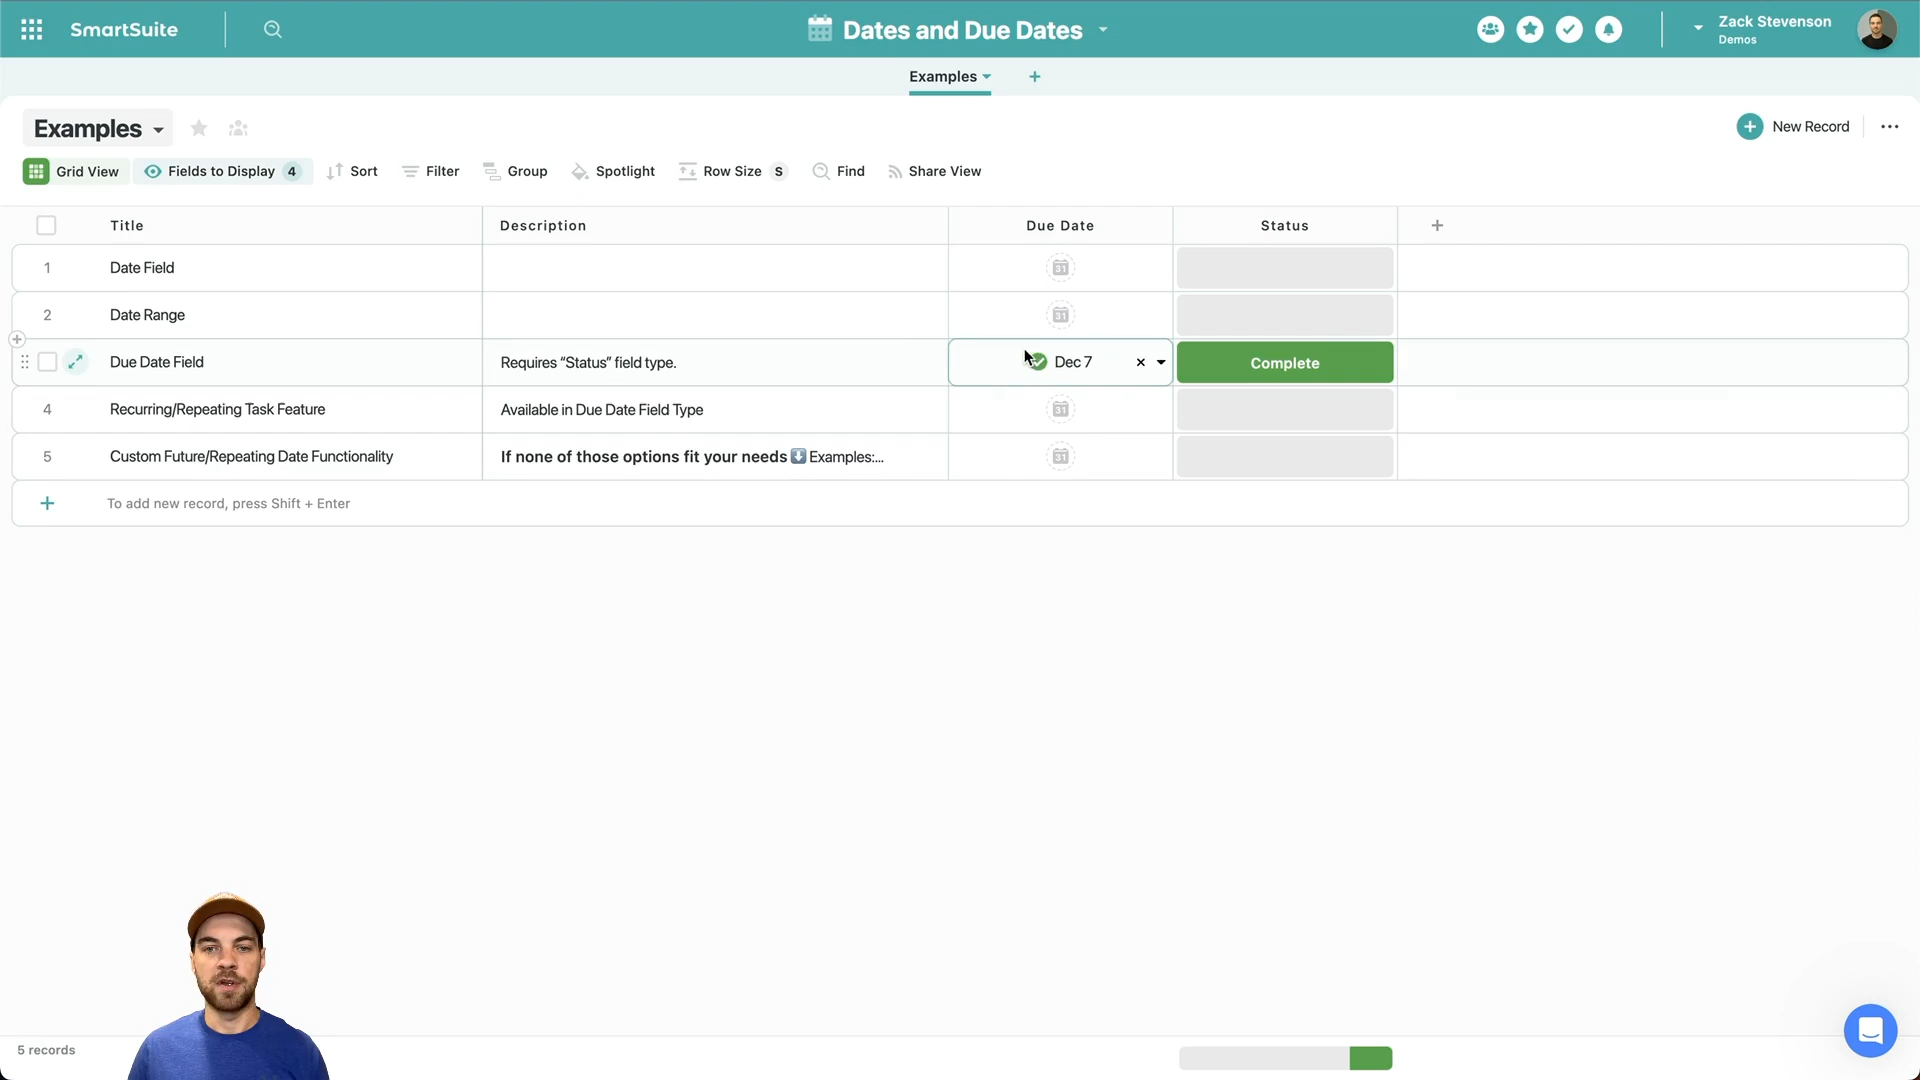 SmartSuite
Dates and Due Dates
Zack Stevenson
Demos
Examples
Examples
New Record
Grid View
Fields to Display 4
Sort
Filter
Group
Spotlight
Row Size S
Find
Share View
Title
Description
Due Date
Status
1
Date Field
31
2
Date Range
31
Due Date Field
Requires “Status” field type.
Dec 7
Complete
4
Recurring/Repeating Task Feature
Available in Due Date Field Type
31
5
Custom Future/Repeating Date Functionality
If none of those options fit your needs ⬇️ Examples:...
31
To add new record, press Shift + Enter
5 records